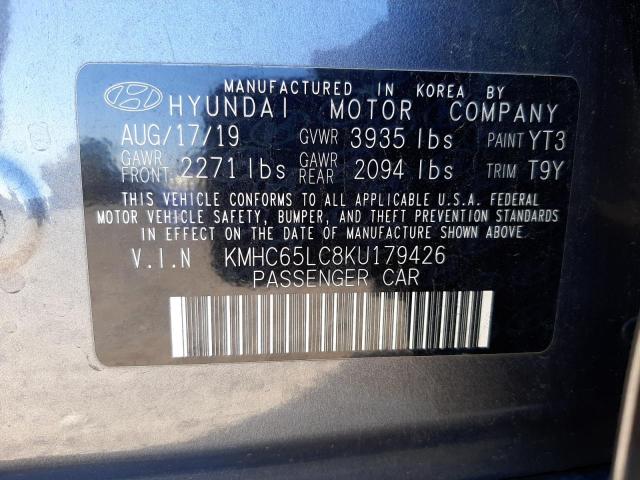 MANUFACTURED IN KOREA BY
HYUNDAI MOTOR COMPANY
AUG/17/19 GVWR 3935 lbs PAINT YT3
GAWR FRONT 2271 lbs GAWR REAR 2094 lbs TRIM T9Y
THIS VEHICLE CONFORMS TO ALL APPLICABLE U.S.A. FEDERAL
MOTOR VEHICLE SAFETY, BUMPER, AND THEFT PREVENTION STANDARDS
IN EFFECT ON THE DATE OF MANUFACTURE SHOWN ABOVE.
V.I.N KMHC65LC8KU179426
PASSENGER CAR